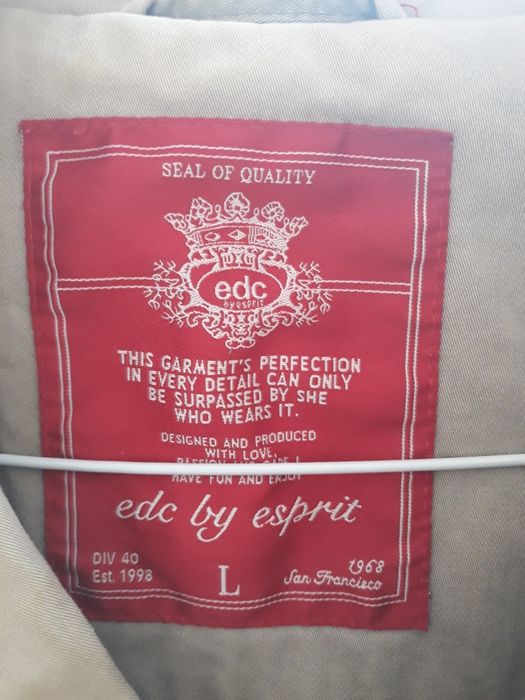 SEAL OF QUALITY
edc
by esprit
THIS GARMENT'S PERFECTION
IN EVERY DETAIL CAN ONLY
BE SURPASSED BY SHE
WHO WEARS IT.
DESIGNED AND PRODUCED
WITH LOVE,
HAVE FUN AND ENJOY
edc by esprit
DIV 40
Est. 1998
L
1968
San Francisco